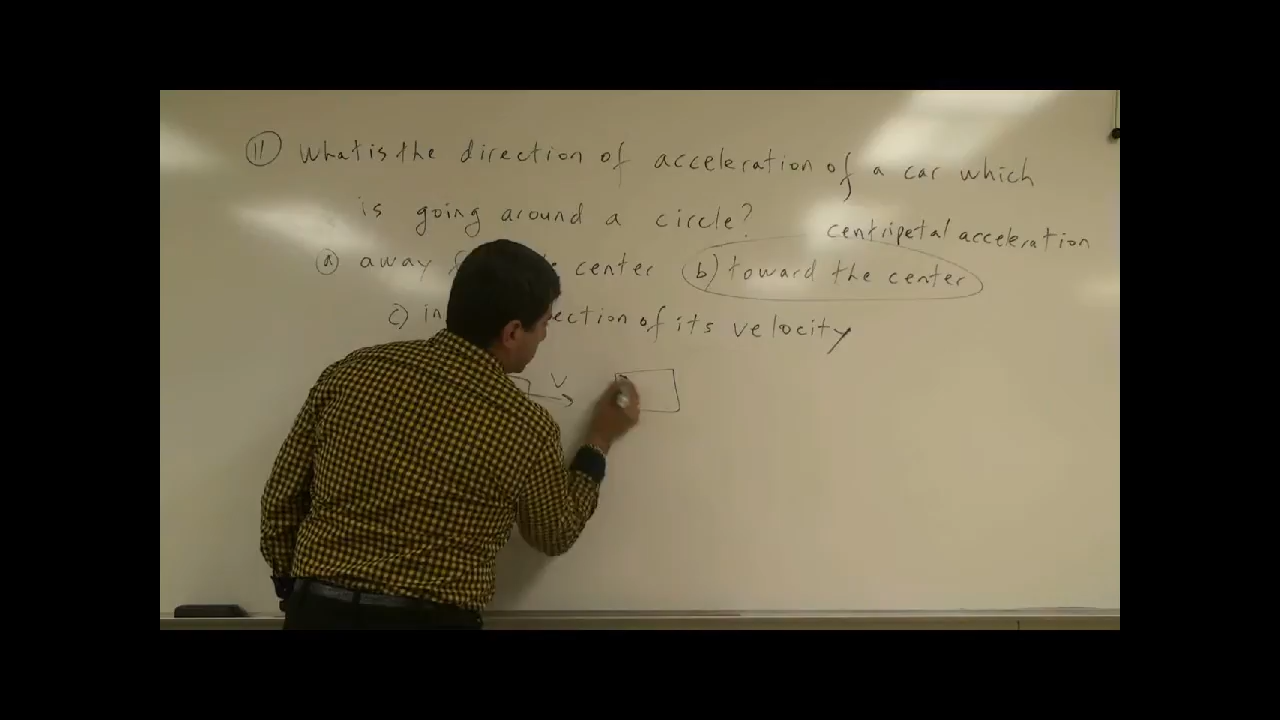 11 What is the direction of acceleration of a car which
is going around a circle?
centripetal acceleration
a) away center b) toward the center
c) in ection of its velocity
V